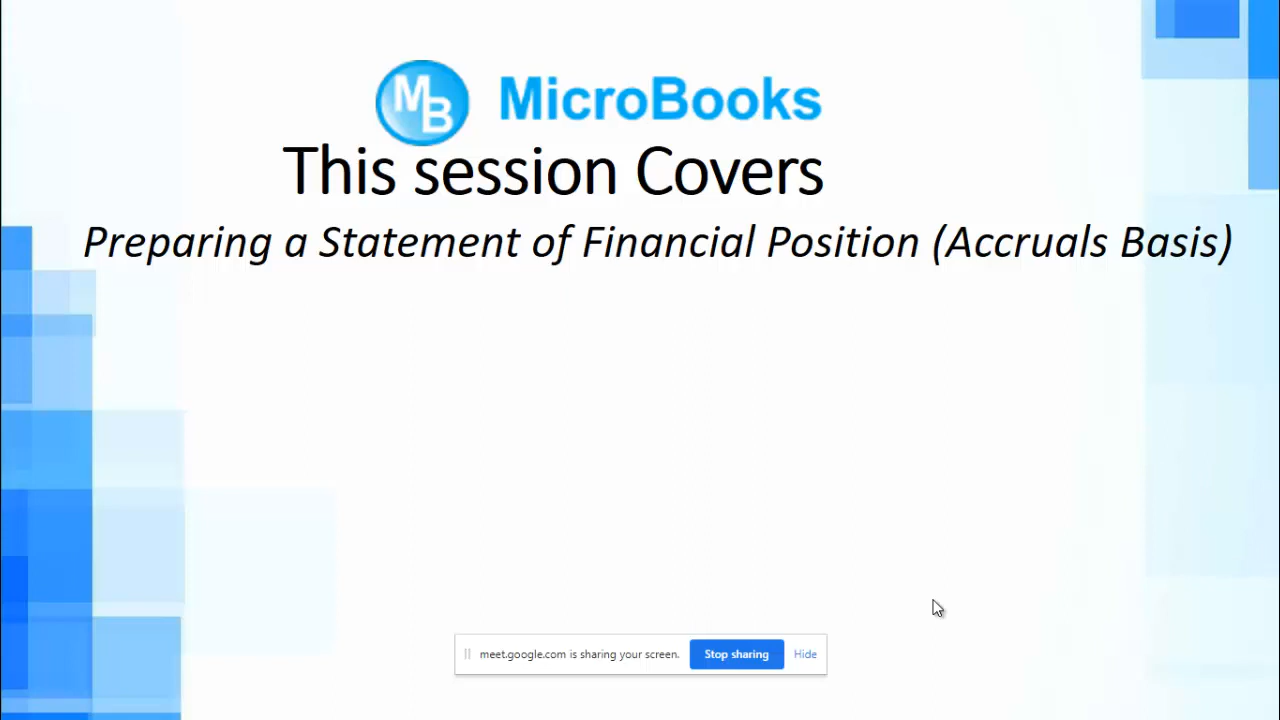 MB MicroBooks
This session Covers
Preparing a Statement of Financial Position (Accruals Basis)
meet.google.com is sharing your screen. Stop sharing Hide